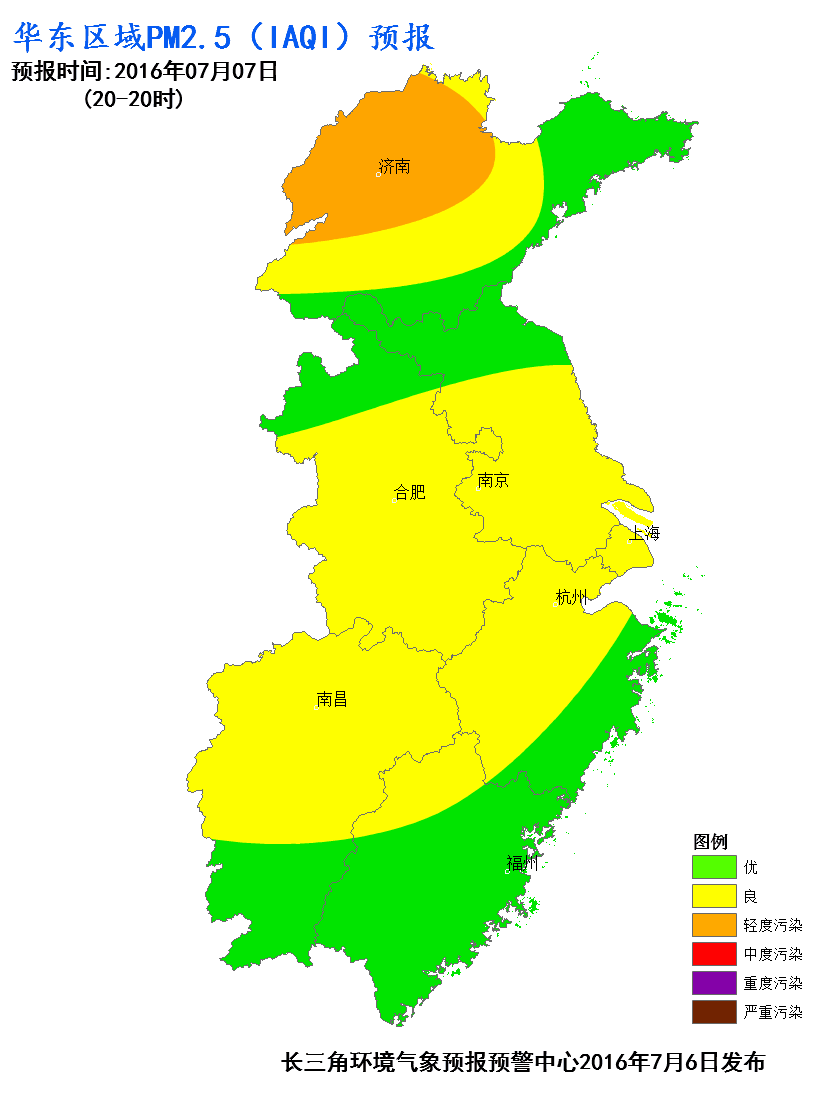 华东区域PM2.5（IAQI）预报
预报时间:2016年07月07日
(20-20时)
济南
合肥
南京
上海
杭州
南昌
福州
图例
优
良
轻度污染
中度污染
重度污染
严重污染
长三角环境气象预报预警中心2016年7月6日发布